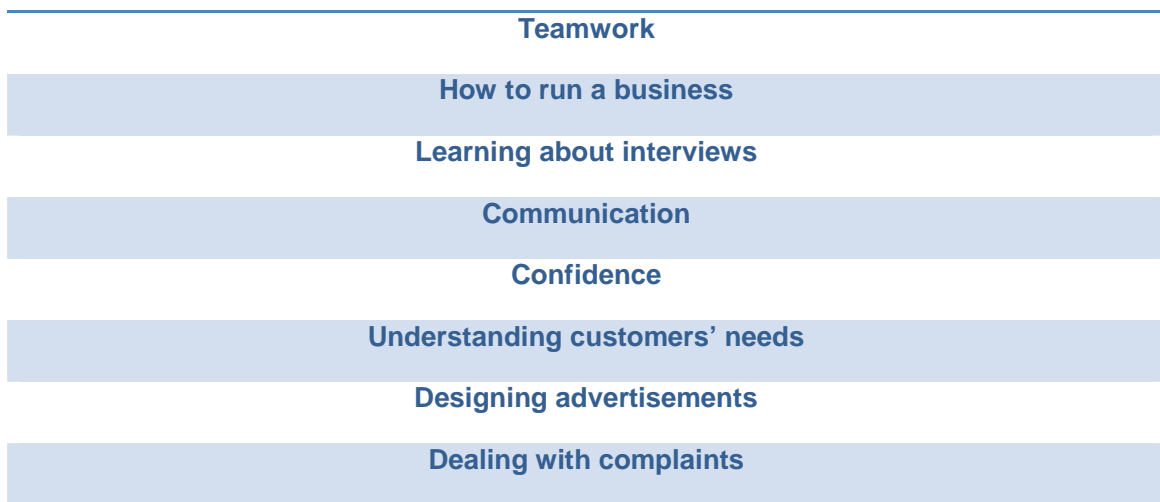 Teamwork
How to run a business
Learning about interviews
Communication
Confidence
Understanding customers’ needs
Designing advertisements
Dealing with complaints